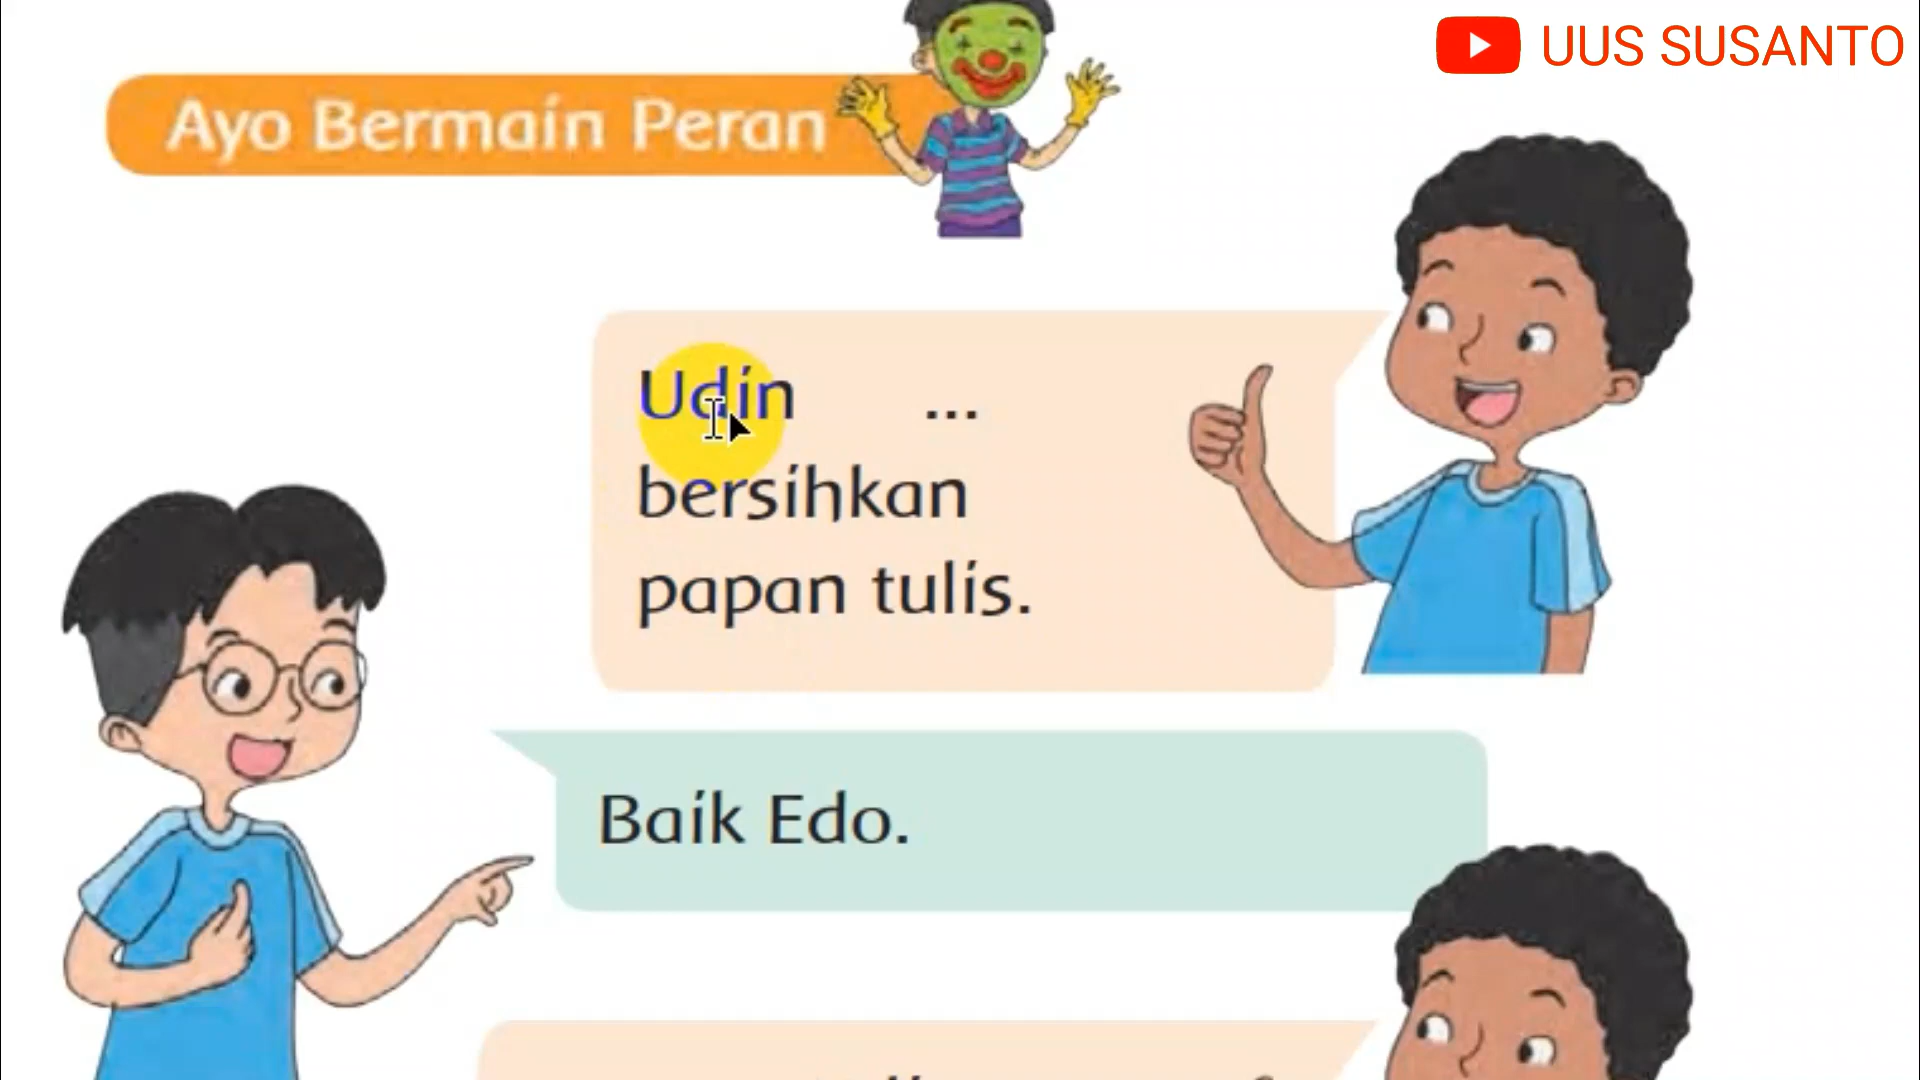 UUS SUSANTO
Ayo Bermain Peran
Udin ...
bersihkan
papan tulis.
Baik Edo.